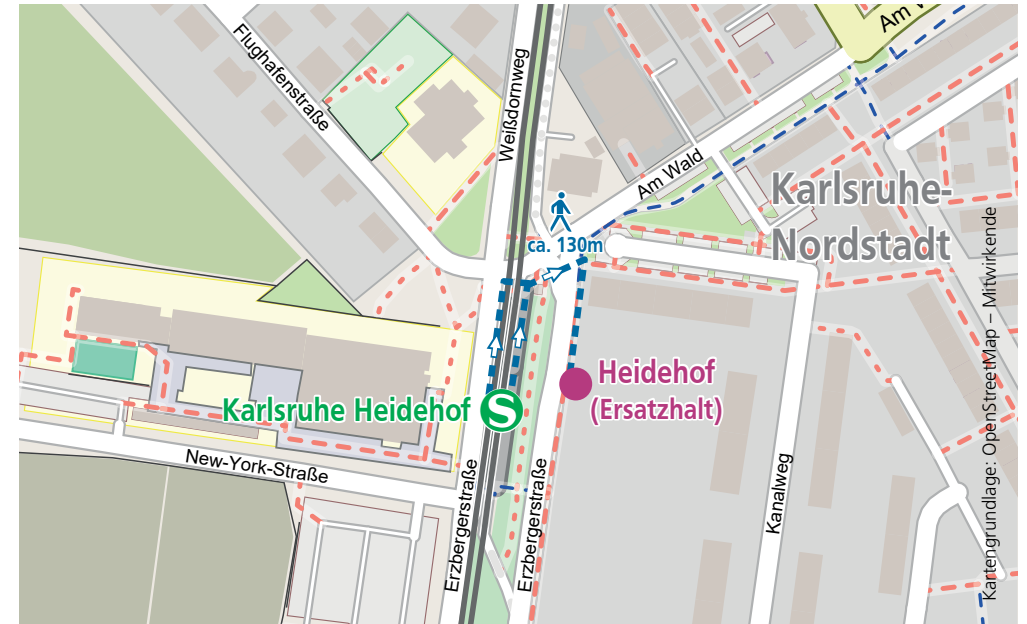 Am W
Flughafenstraße
Weißdornweg
Am Wald
Karlsruhe-
Nordstadt
ca. 130m
Heidehof
(Ersatzhalt)
Karlsruhe Heidehof
S
New-York-Straße
Erzbergerstraße
Erzbergerstraße
Kanalweg
Kartengrundlage: OpenStreetMap – Mitwirkende